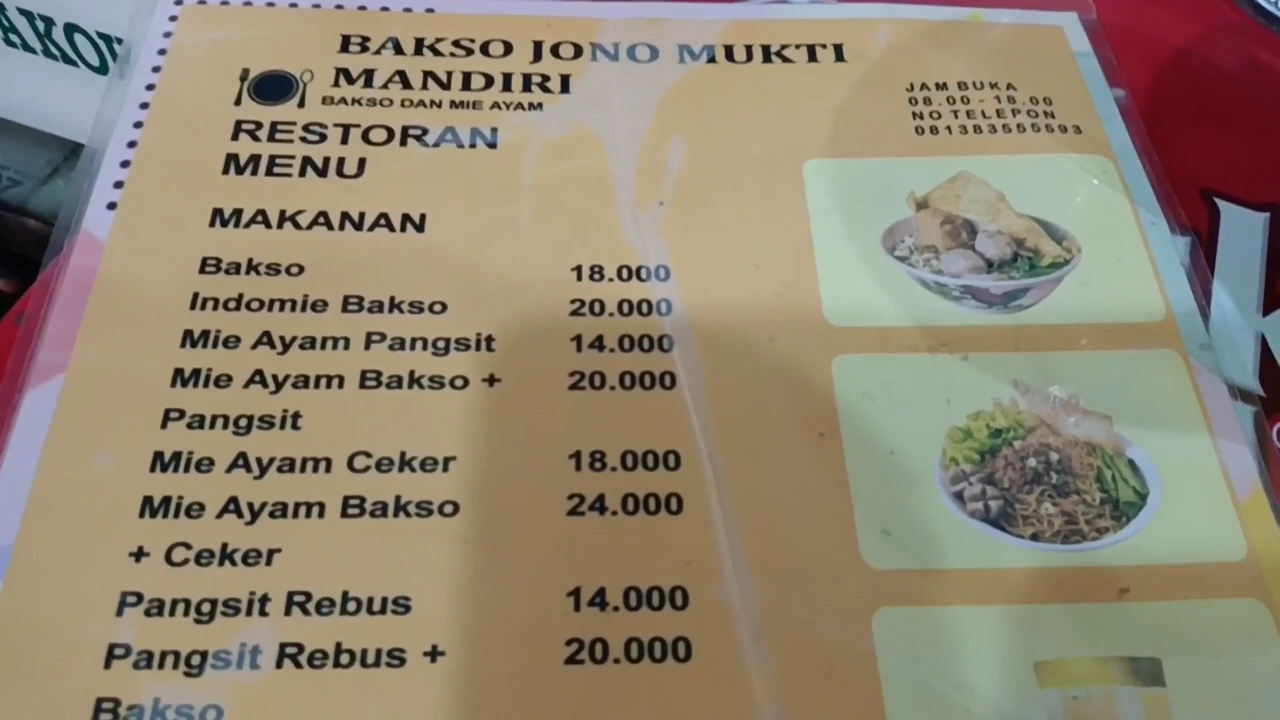 BAKSO JONO MUKTI
MANDIRI
BAKSO DAN MIE AYAM
RESTORAN
MENU
JAM BUKA
08.00 - 18.00
NO TELEPON
081383555593
MAKANAN
Bakso 18.000
Indomie Bakso 20.000
Mie Ayam Pangsit 14.000
Mie Ayam Bakso + 20.000
Pangsit
Mie Ayam Ceker 18.000
Mie Ayam Bakso 24.000
+ Ceker
Pangsit Rebus 14.000
Pangsit Rebus + 20.000
Bakso